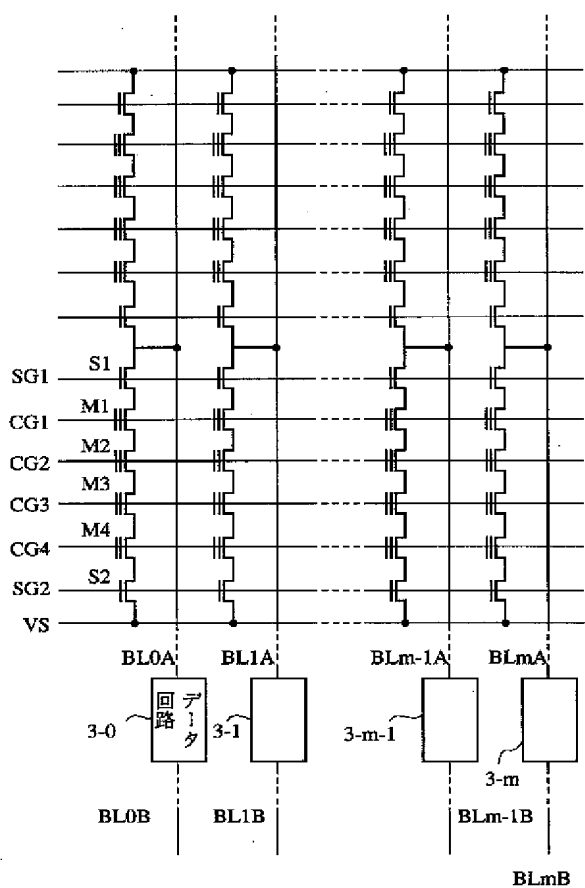 SG1
S1
CG1
M1
CG2
M2
CG3
M3
CG4
M4
SG2
S2
VS
BL0A
BL1A
BLm-1A
BLmA
3-0
データ
回路
3-1
3-m-1
3-m
BL0B
BL1B
BLm-1B
BLmB